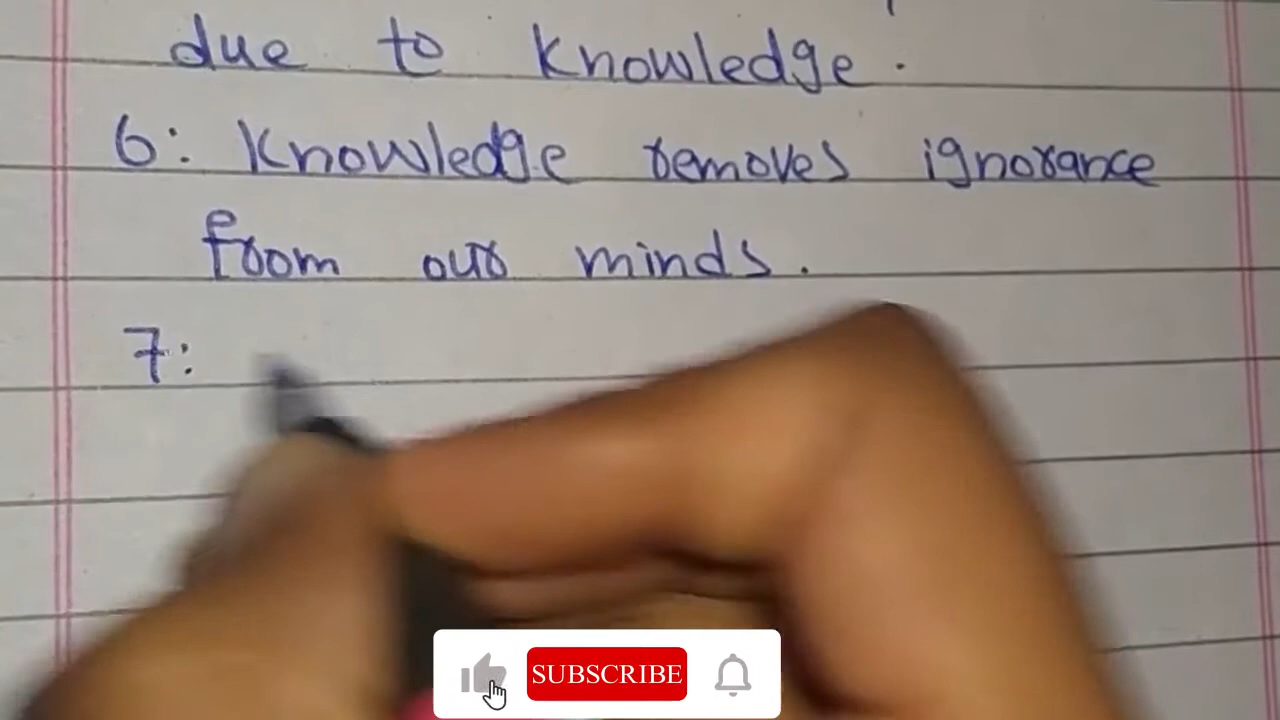 due to knowledge.
6: Knowledge removes ignorance
from our minds.
7:
SUBSCRIBE